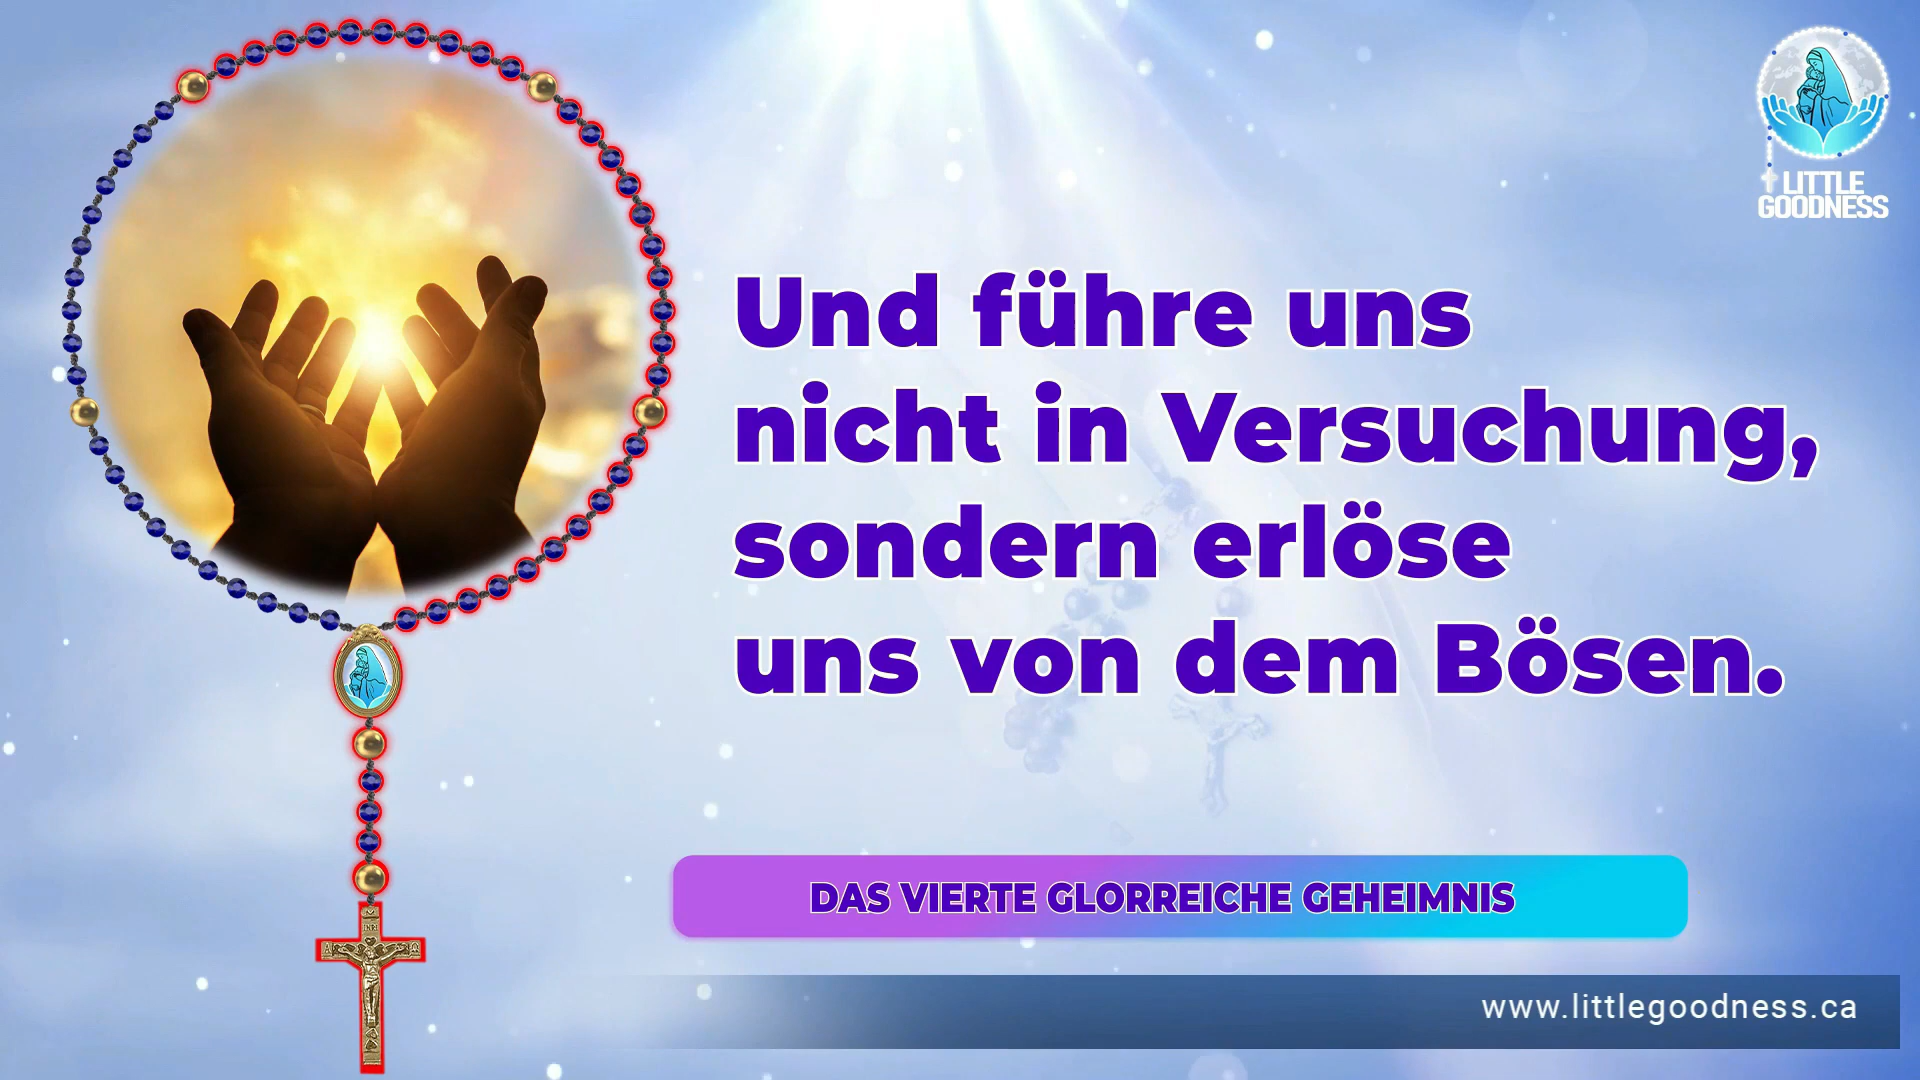 LITTLE
GOODNESS
Und führe uns
nicht in Versuchung,
sondern erlöse
uns von dem Bösen.
DAS VIERTE GLORREICHE GEHEIMNIS
INRI
www.littlegoodness.ca